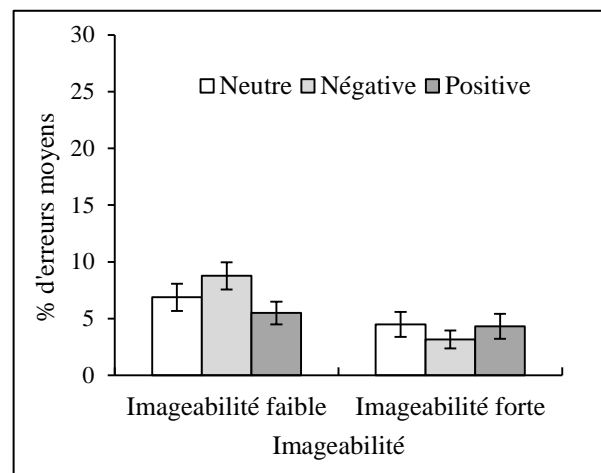 % d'erreurs moyens
30
25
20
15
10
5
0
Neutre Négative Positive
Imageabilité faible Imageabilité forte
Imageabilité